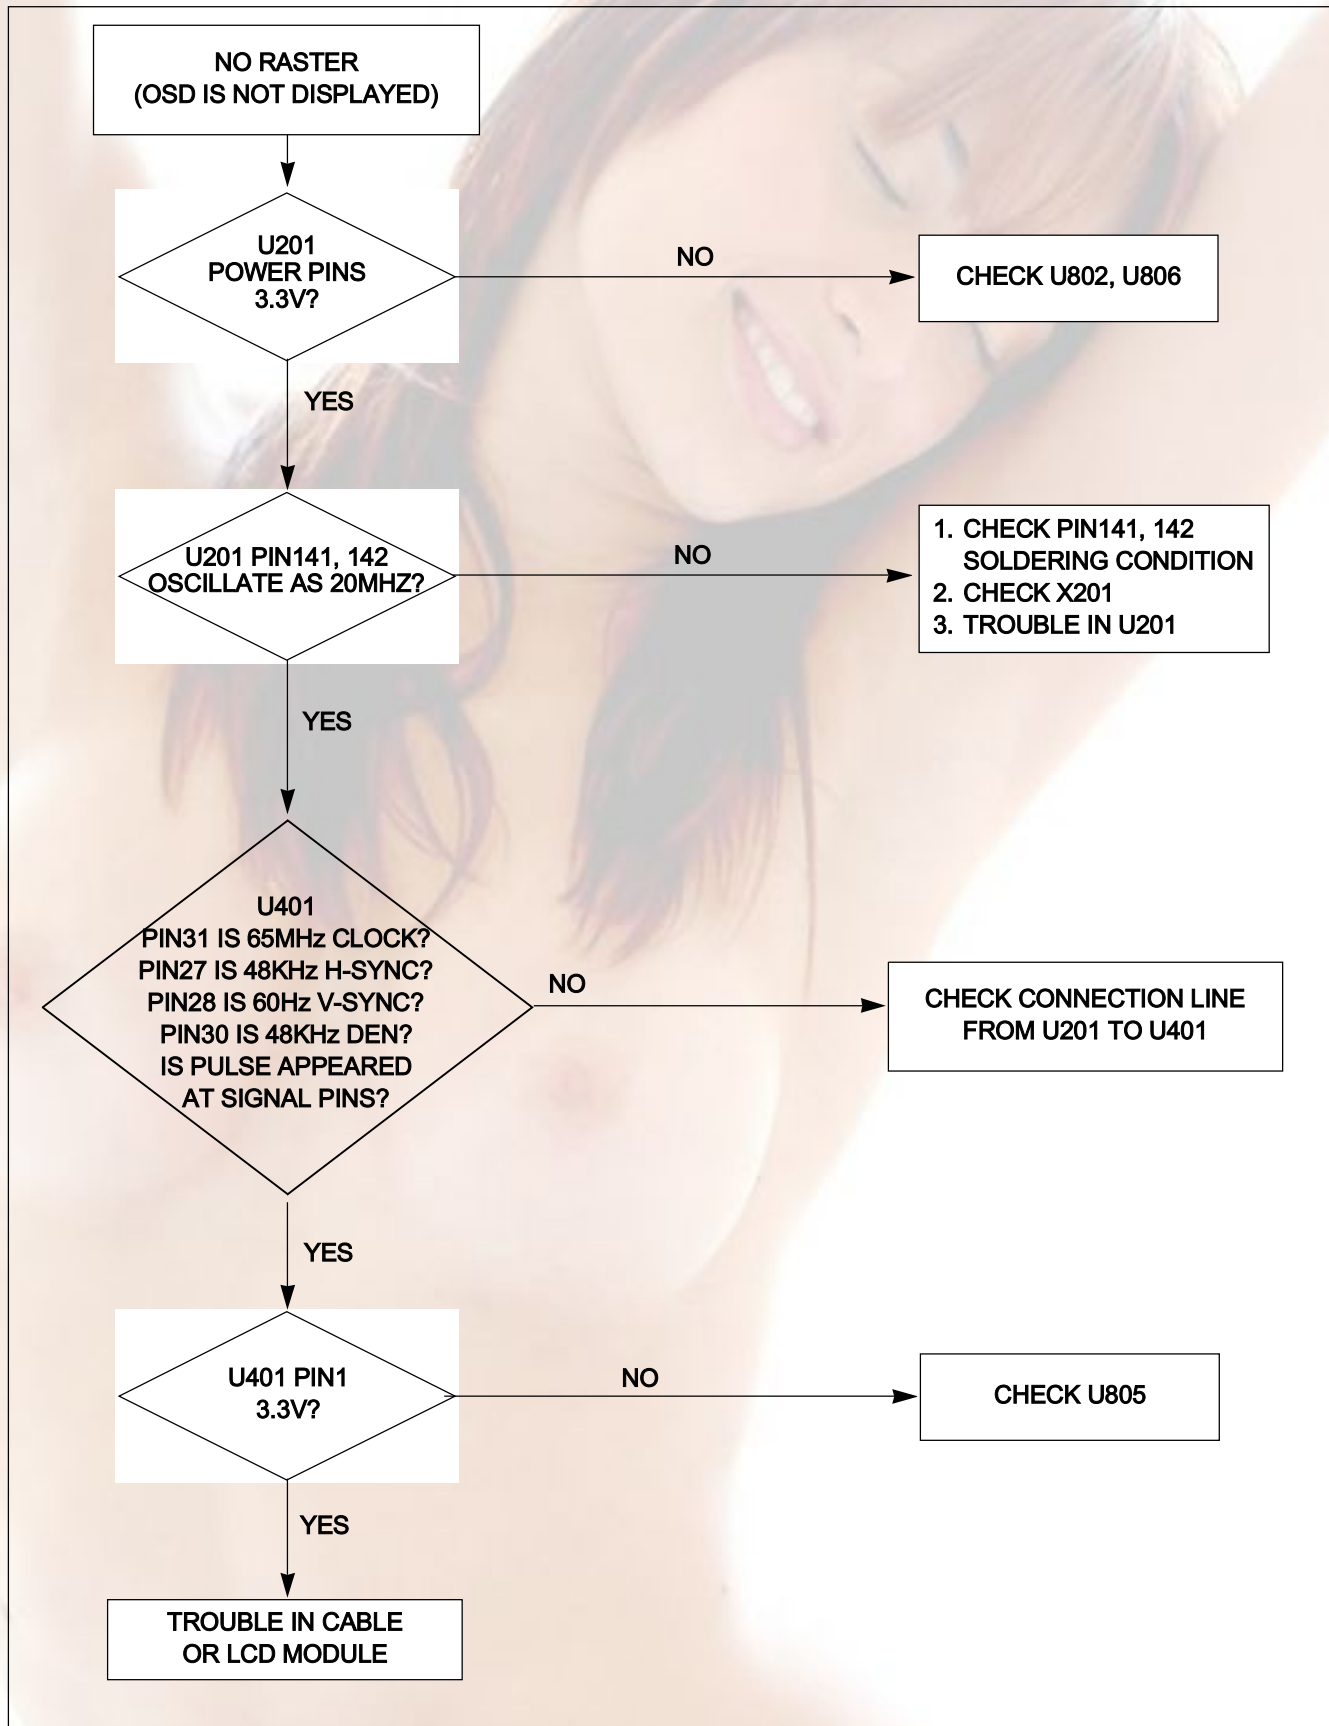 NO RASTER
(OSD IS NOT DISPLAYED)
U201
POWER PINS
3.3V?
NO
CHECK U802, U806
YES
U201 PIN141, 142
OSCILLATE AS 20MHZ?
NO
1. CHECK PIN141, 142
SOLDERING CONDITION
2. CHECK X201
3. TROUBLE IN U201
YES
U401
PIN31 IS 65MHz CLOCK?
PIN27 IS 48KHz H-SYNC?
PIN28 IS 60Hz V-SYNC?
PIN30 IS 48KHz DEN?
IS PULSE APPEARED
AT SIGNAL PINS?
NO
CHECK CONNECTION LINE
FROM U201 TO U401
YES
U401 PIN1
3.3V?
NO
CHECK U805
YES
TROUBLE IN CABLE
OR LCD MODULE